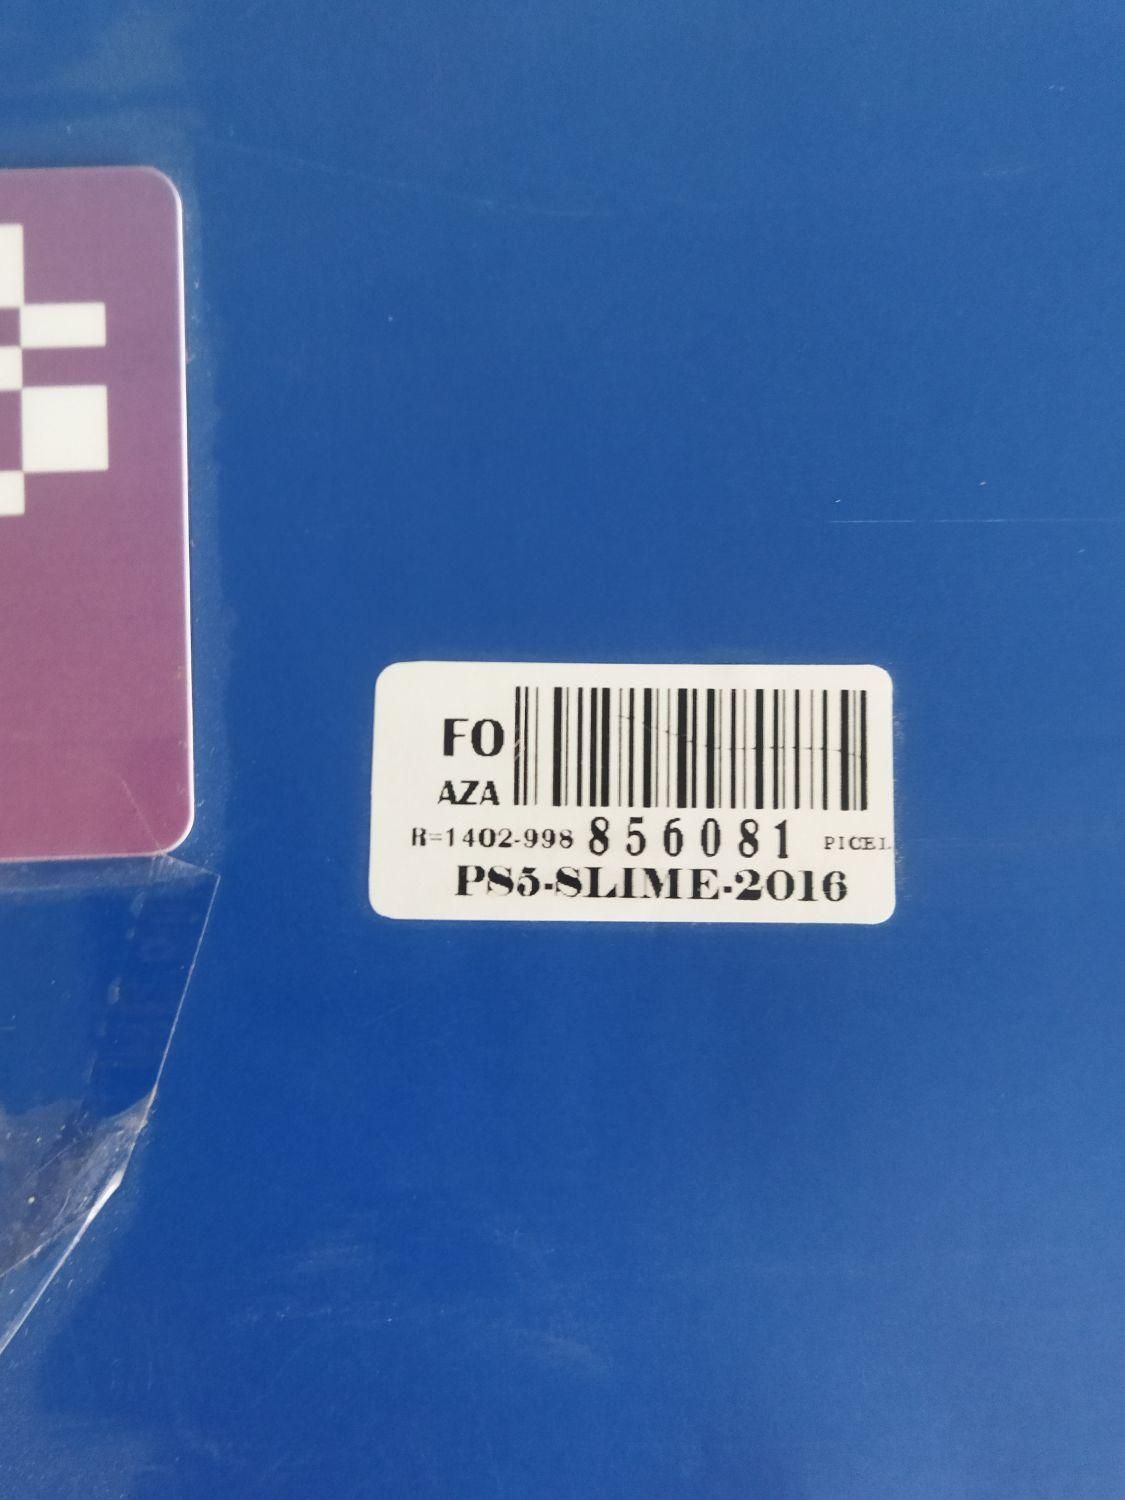 FO
AZA
R=1402-998 856081 PICEL
PS5-SLIME-2016